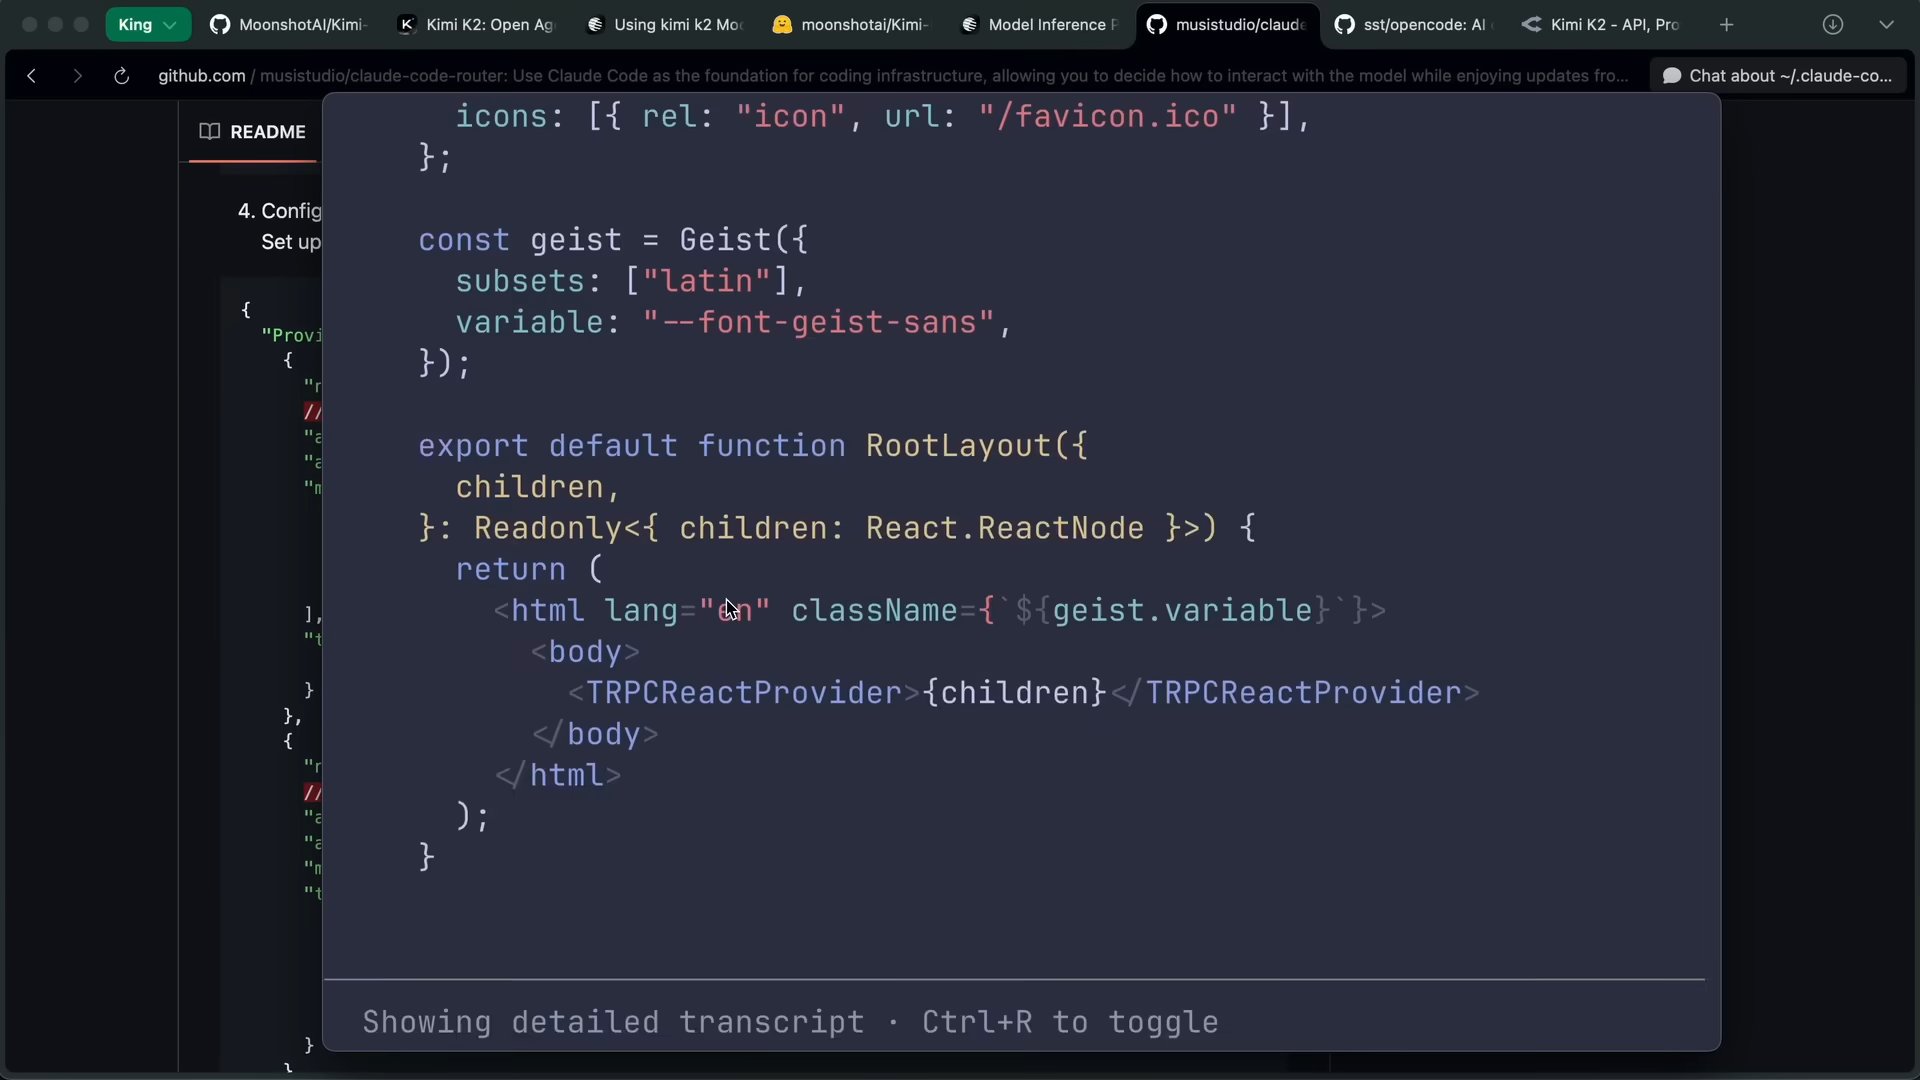 King
MoonshotAI/Kimi-
Kimi K2: Open Age
Using kimi k2 Moo
moonshotai/Kimi-
Model Inference P
musistudio/claude
sst/opencode: AI c
Kimi K2 - API, Pro
github.com / musistudio/claude-code-router: Use Claude Code as the foundation for coding infrastructure, allowing you to decide how to interact with the model while enjoying updates fro...
Chat about ~/.claude-co...
README
4. Config
Set up
{
"Provi
{
"
//
"a
"a
"m
],
"t
}
},
{
"
//
"a
"a
"m
"t
}
}
icons: [{ rel: "icon", url: "/favicon.ico" }],
};
const geist = Geist({
subsets: ["latin"],
variable: "--font-geist-sans",
});
export default function RootLayout({
children,
}: Readonly<{ children: React.ReactNode }>) {
return (
<html lang="en" className={`${geist.variable}`}>
<body>
<TRPCReactProvider>{children}</TRPCReactProvider>
</body>
</html>
);
}
Showing detailed transcript · Ctrl+R to toggle